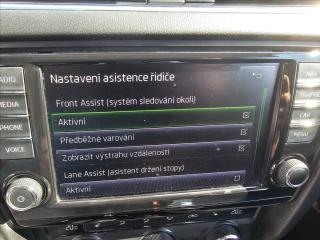 Nastavení asistence řidiče
Front Assist (systém sledování okolí)
Aktivní
Předběžné varování
Zobrazit výstrahu vzdálenosti
Lane Assist (asistent držení stopy)
Aktivní
RADIO
MEDIA
PHONE
VOICE
NAV
CAR
MENU